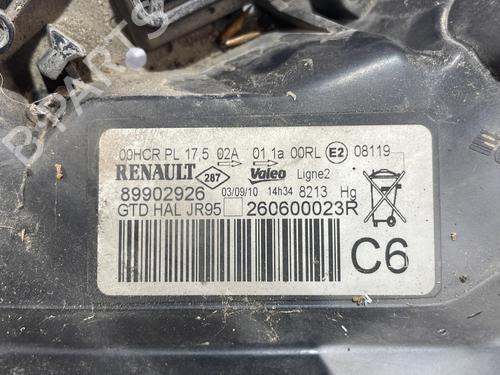 B-PARTS
00HCR PL 17,5 02A 01 1a 00RL E2 08119
RENAULT 287 Valeo Ligne2
89902926 03/09/10 14h34 8213 Hg
GTD HAL JR95 260600023R
C6